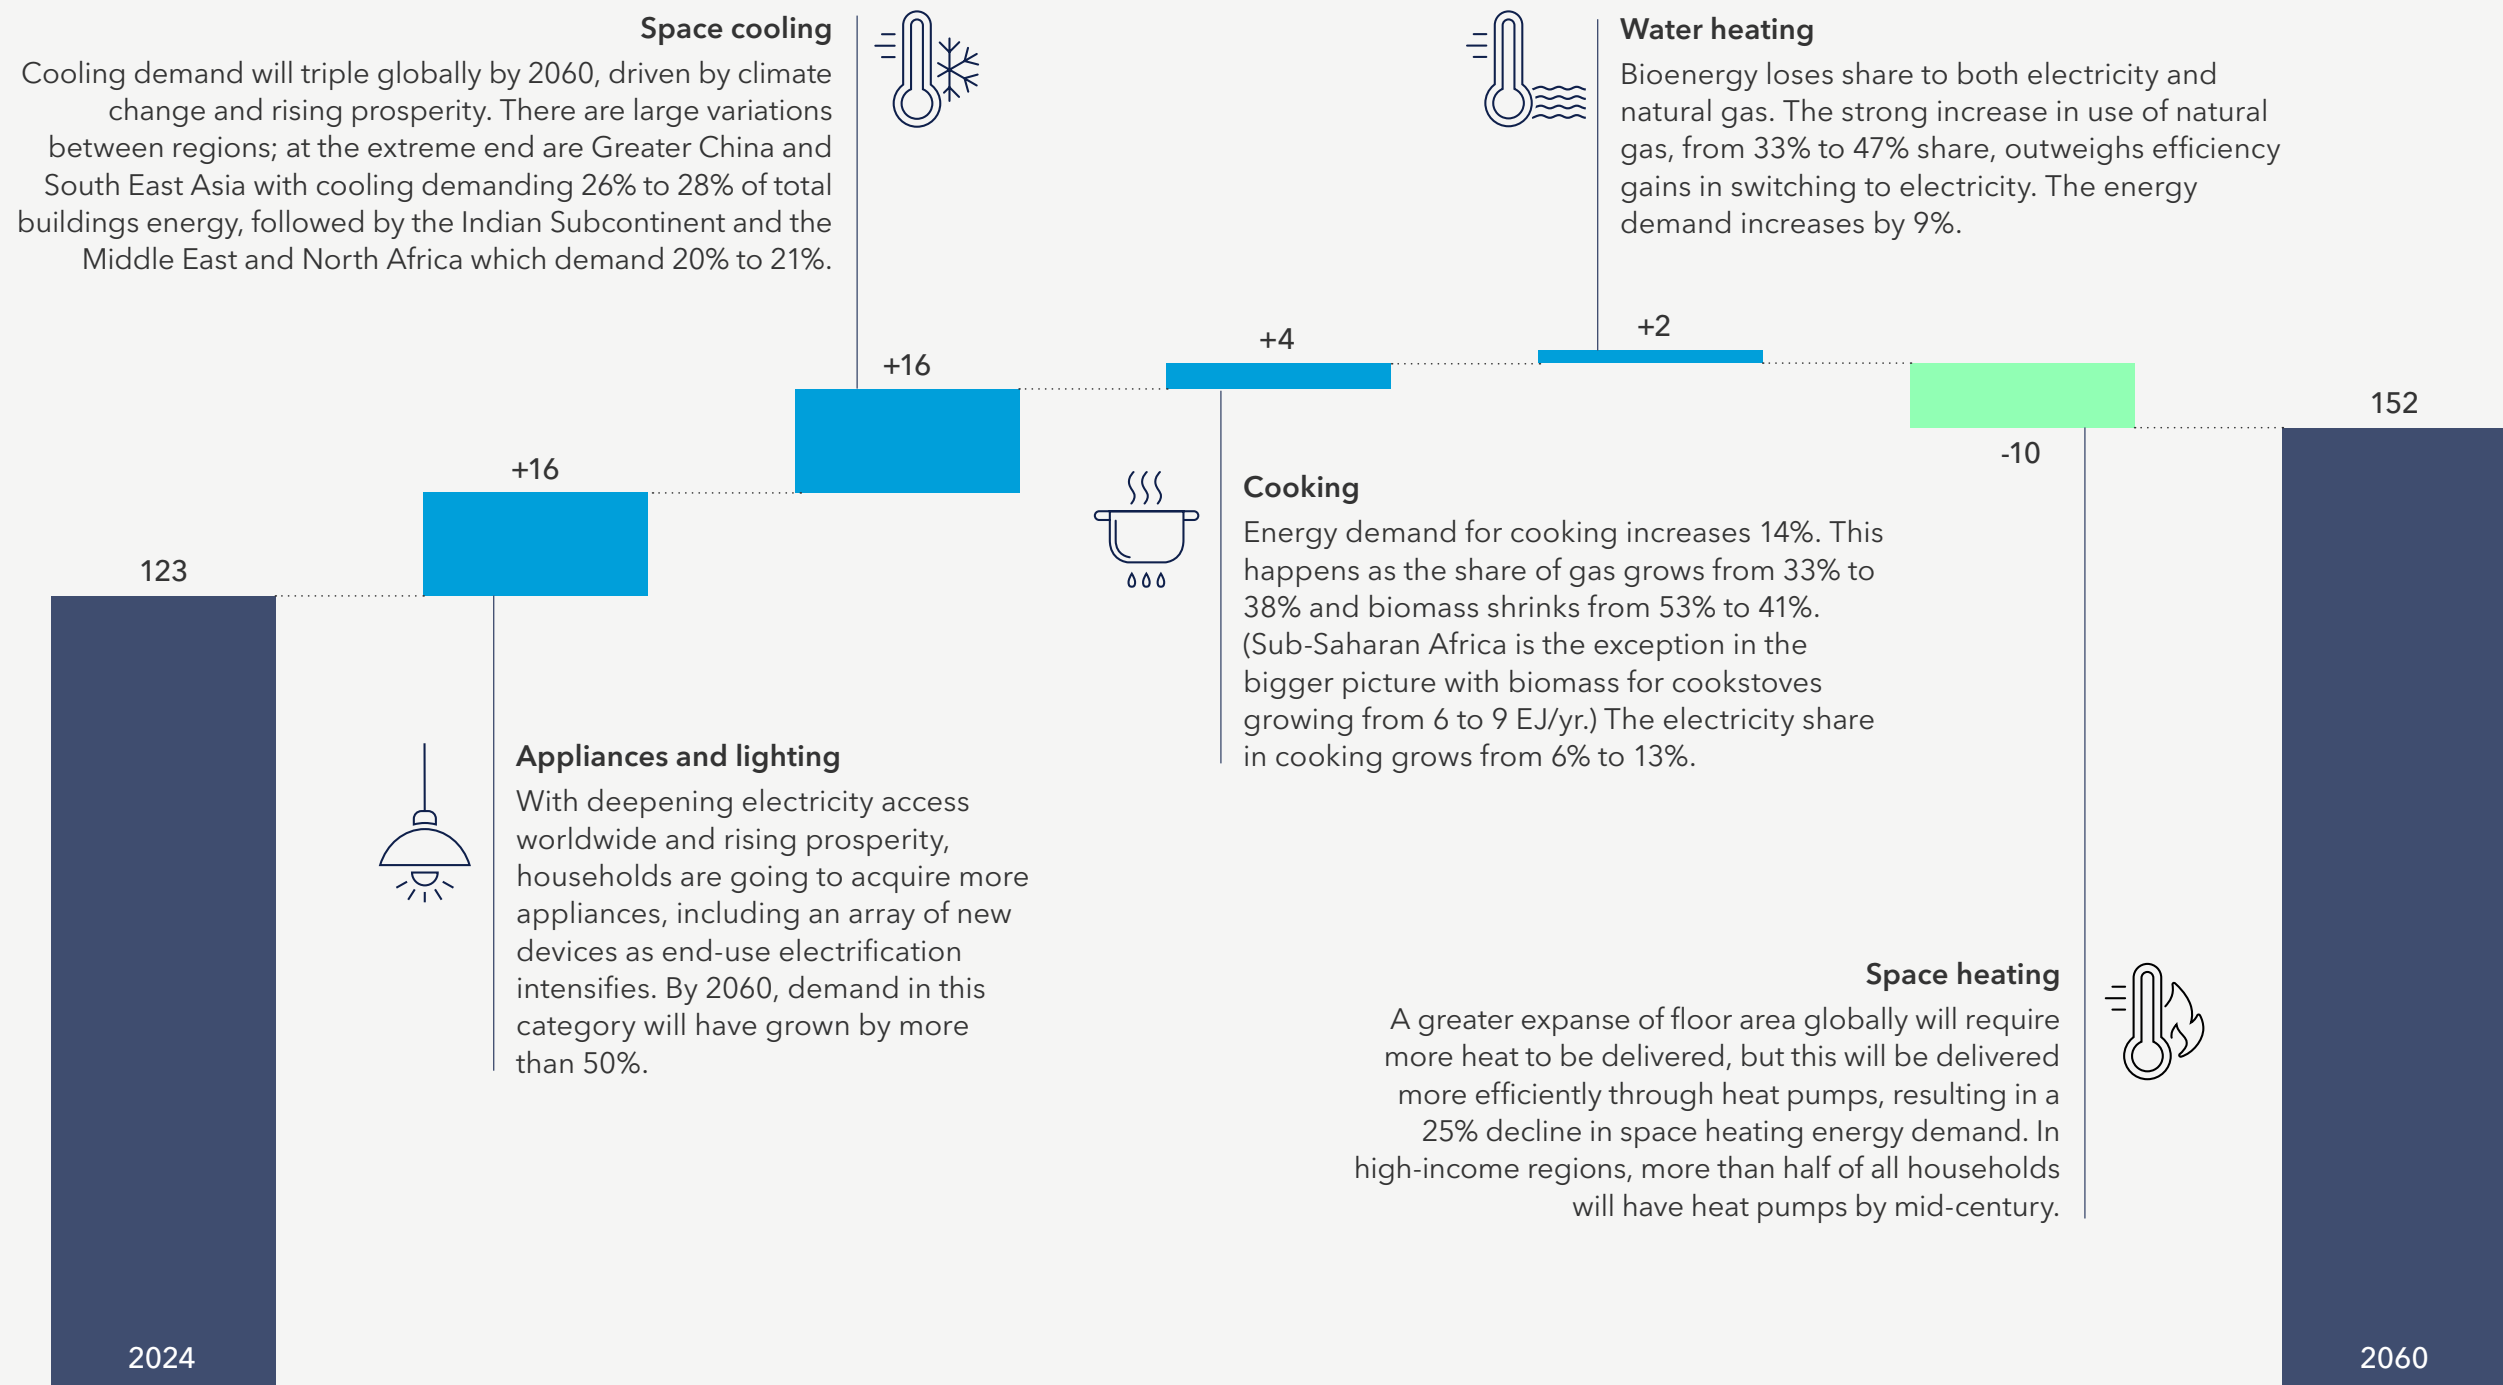 Space cooling
Cooling demand will triple globally by 2060, driven by climate
change and rising prosperity. There are large variations
between regions; at the extreme end are Greater China and
South East Asia with cooling demanding 26% to 28% of total
buildings energy, followed by the Indian Subcontinent and the
Middle East and North Africa which demand 20% to 21%.
Water heating
Bioenergy loses share to both electricity and
natural gas. The strong increase in use of natural
gas, from 33% to 47% share, outweighs efficiency
gains in switching to electricity. The energy
demand increases by 9%.
123
+16
+16
+4
+2
-10
152
Cooking
Energy demand for cooking increases 14%. This
happens as the share of gas grows from 33% to
38% and biomass shrinks from 53% to 41%.
(Sub-Saharan Africa is the exception in the
bigger picture with biomass for cookstoves
growing from 6 to 9 EJ/yr.) The electricity share
in cooking grows from 6% to 13%.
Appliances and lighting
With deepening electricity access
worldwide and rising prosperity,
households are going to acquire more
appliances, including an array of new
devices as end-use electrification
intensifies. By 2060, demand in this
category will have grown by more
than 50%.
Space heating
A greater expanse of floor area globally will require
more heat to be delivered, but this will be delivered
more efficiently through heat pumps, resulting in a
25% decline in space heating energy demand. In
high-income regions, more than half of all households
will have heat pumps by mid-century.
2024
2060